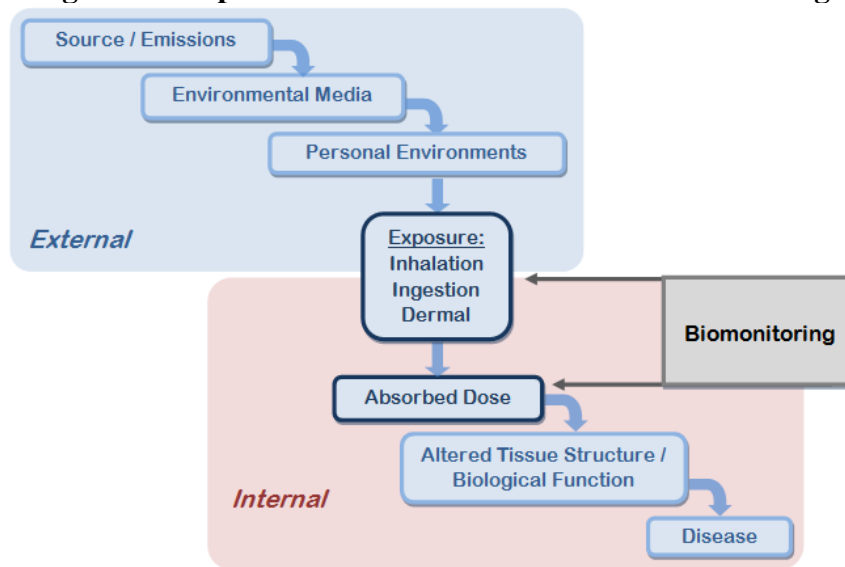 Source / Emissions
Environmental Media
Personal Environments
External
Exposure:
Inhalation
Ingestion
Dermal
Biomonitoring
Absorbed Dose
Altered Tissue Structure /
Biological Function
Internal
Disease